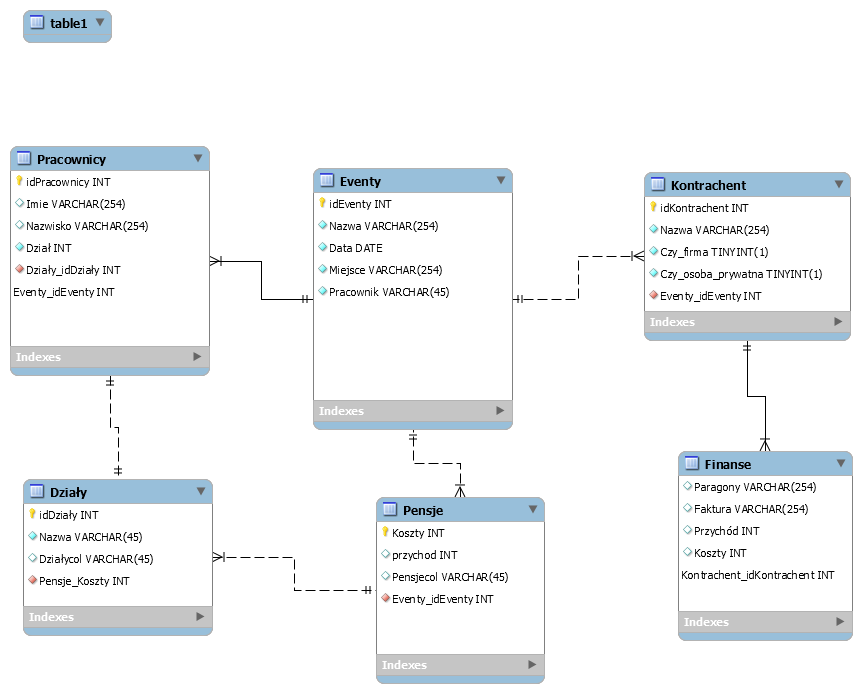 table1
Pracownicy
idPracownicy INT
Imie VARCHAR(254)
Nazwisko VARCHAR(254)
Dział INT
Działy_idDziały INT
Eventy_idEventy INT
Indexes
Eventy
idEventy INT
Nazwa VARCHAR(254)
Data DATE
Miejsce VARCHAR(254)
Pracownik VARCHAR(45)
Indexes
Kontrachent
idKontrachent INT
Nazwa VARCHAR(254)
Czy_firma TINYINT(1)
Czy_osoba_prywatna TINYINT(1)
Eventy_idEventy INT
Indexes
Działy
idDziały INT
Nazwa VARCHAR(45)
Działycol VARCHAR(45)
Pensje_Koszty INT
Indexes
Pensje
Koszty INT
przychod INT
Pensjecol VARCHAR(45)
Eventy_idEventy INT
Indexes
Finanse
Paragony VARCHAR(254)
Faktura VARCHAR(254)
Przychód INT
Koszty INT
Kontrachent_idKontrachent INT
Indexes